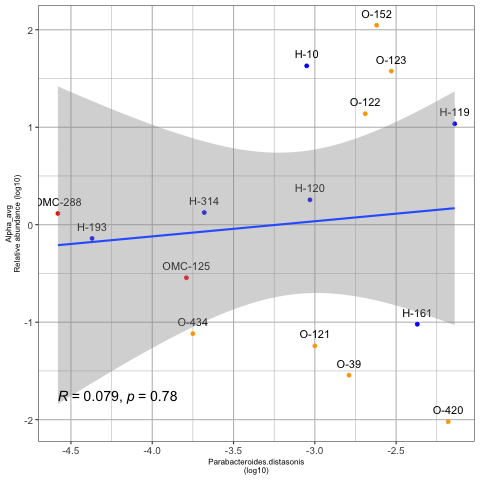 O-152
H-10
O-123
O-122
H-119
OMC-288
H-314
H-120
H-193
OMC-125
O-434
O-121
H-161
O-39
O-420
R = 0.079, p = 0.78
2
1
0
-1
-2
Alpha_avg
Relative abundance (log10)
-4.5 -4.0 -3.5 -3.0 -2.5
Parabacteroides.distasonis
(log10)